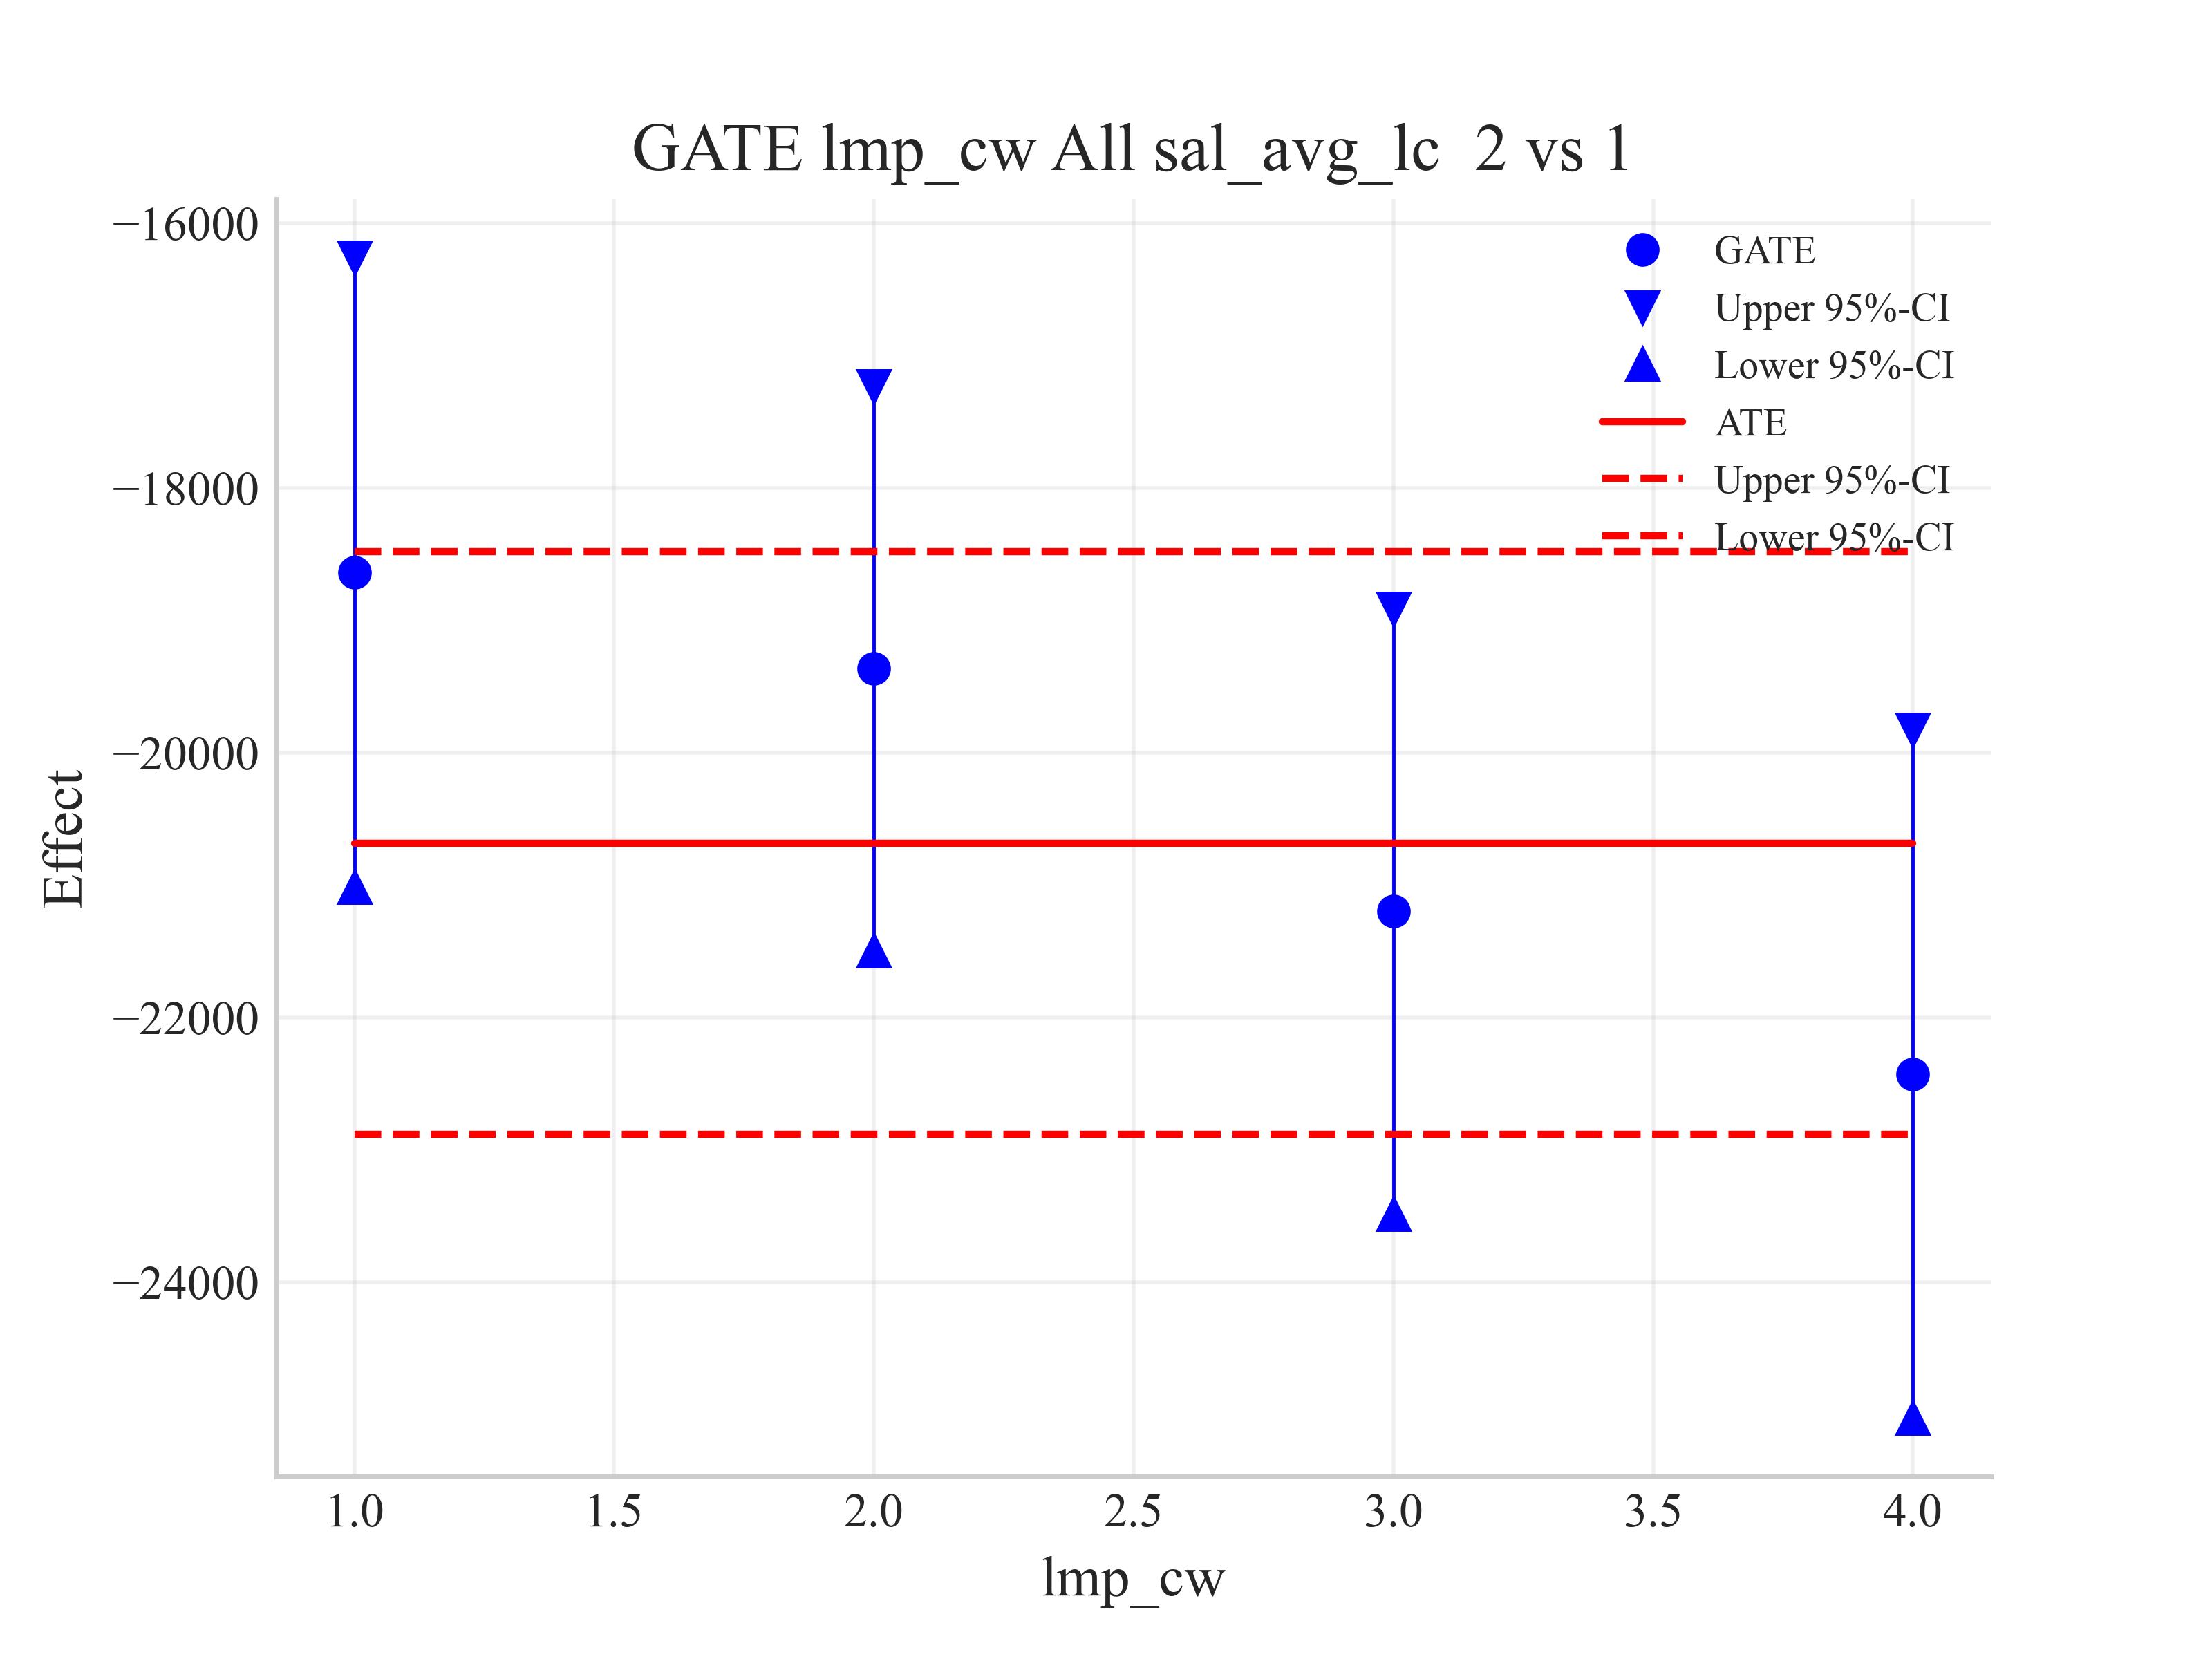 GATE lmp_cw All sal_avg_lc  2 vs 1
−16000
−18000
−20000
−22000
−24000
Effect
GATE
Upper 95%-CI
Lower 95%-CI
ATE
Upper 95%-CI
Lower 95%-CI
1.0 1.5 2.0 2.5 3.0 3.5 4.0
lmp_cw